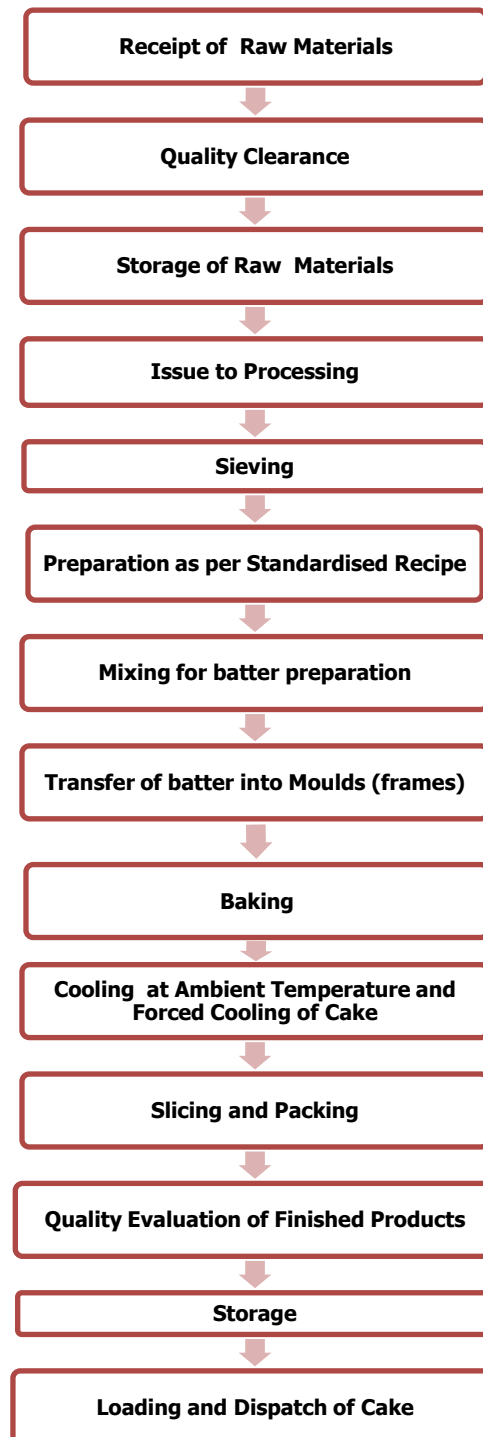 Receipt of Raw Materials
Quality Clearance
Storage of Raw Materials
Issue to Processing
Sieving
Preparation as per Standardised Recipe
Mixing for batter preparation
Transfer of batter into Moulds (frames)
Baking
Cooling at Ambient Temperature and
Forced Cooling of Cake
Slicing and Packing
Quality Evaluation of Finished Products
Storage
Loading and Dispatch of Cake